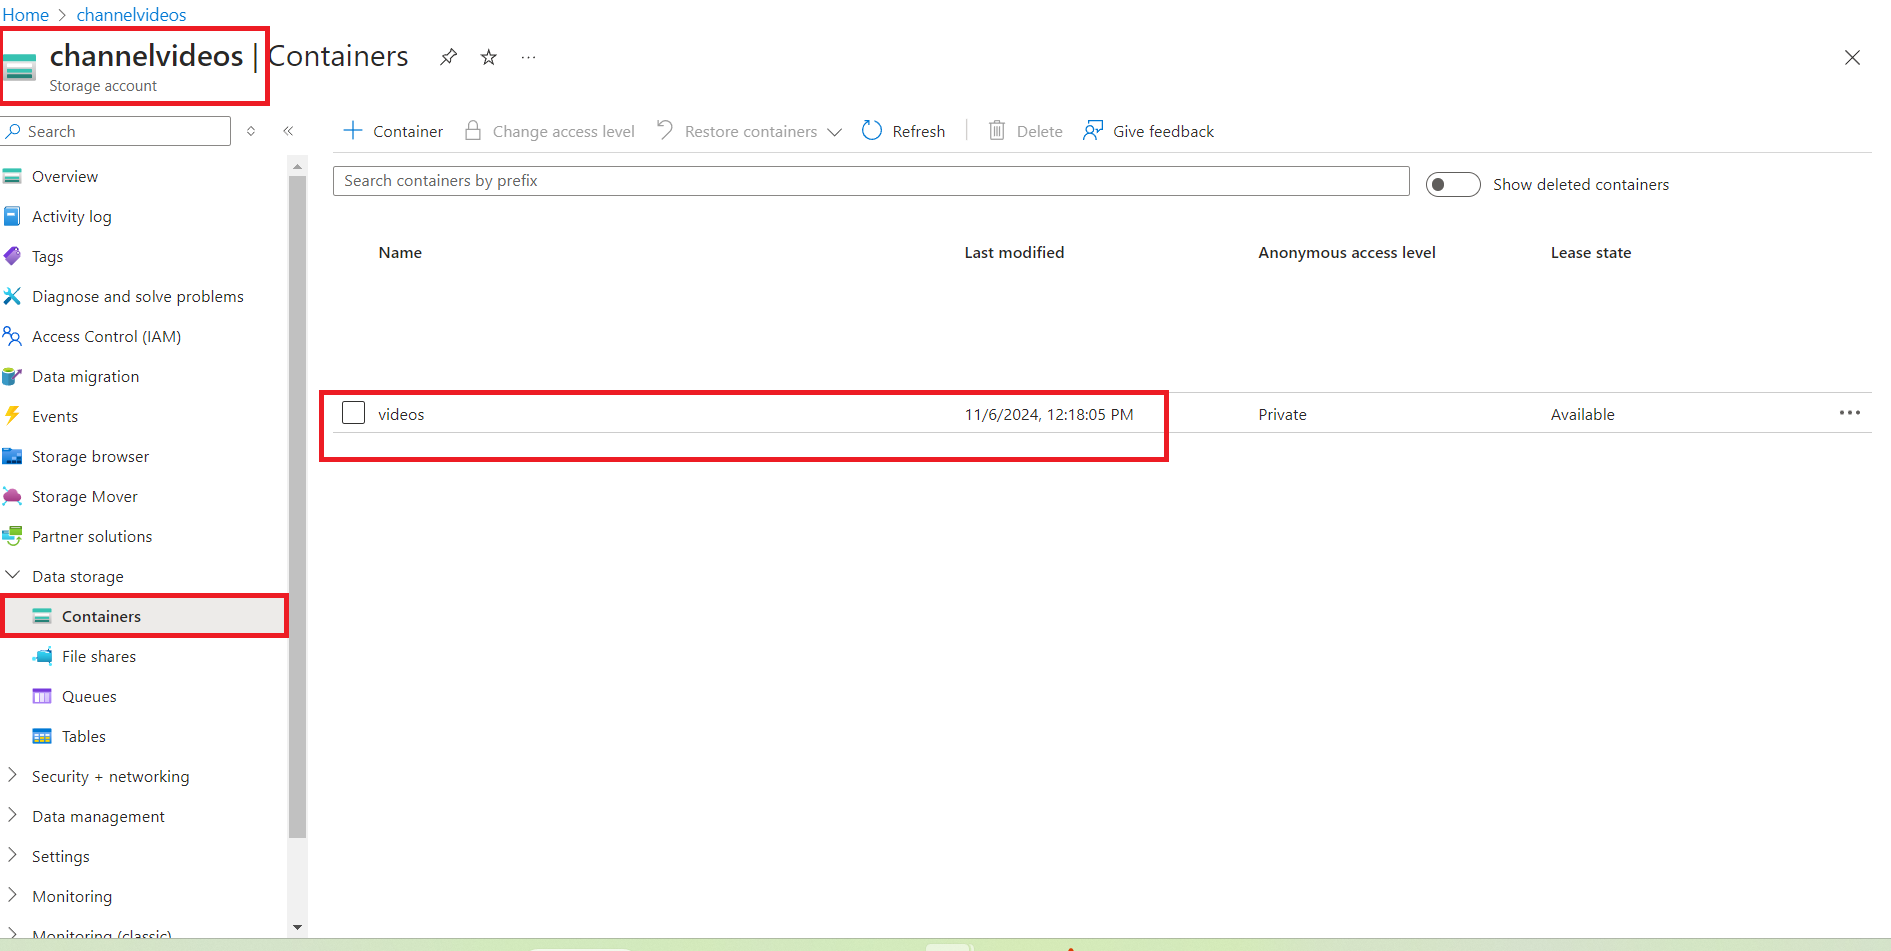 Home > channelvideos
channelvideos | Containers
Storage account
Search
Container Change access level Restore containers Refresh Delete Give feedback
Search containers by prefix
Show deleted containers
Overview
Activity log
Tags
Diagnose and solve problems
Access Control (IAM)
Data migration
Events
Storage browser
Storage Mover
Partner solutions
Data storage
Containers
File shares
Queues
Tables
Security + networking
Data management
Settings
Monitoring
Monitoring (classic)
Name Last modified Anonymous access level Lease state
videos 11/6/2024, 12:18:05 PM Private Available